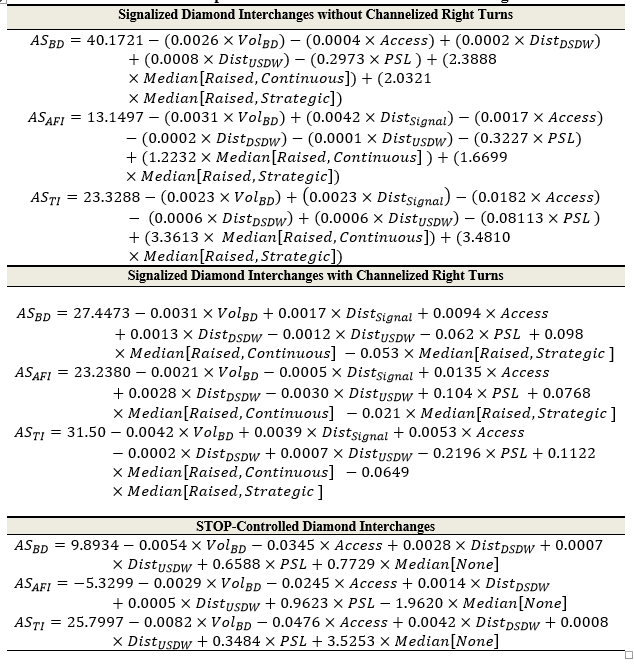 Signalized Diamond Interchanges without Channelized Right Turns
AS_BD = 40.1721 − (0.0026 × Vol_BD) − (0.0004 × Access) + (0.0002 × Dist_DSDW)
+ (0.0008 × Dist_USDW) − (0.2973 × PSL ) + (2.3888
× Median[Raised, Continuous]) + (2.0321
× Median[Raised, Strategic])
AS_AFI = 13.1497 − (0.0031 × Vol_BD) + (0.0042 × Dist_Signal) − (0.0017 × Access)
− (0.0002 × Dist_DSDW) − (0.0001 × Dist_USDW) − (0.3227 × PSL)
+ (1.2232 × Median[Raised, Continuous] ) + (1.6699
× Median[Raised, Strategic])
AS_TI = 23.3288 − (0.0023 × Vol_BD) + (0.0023 × Dist_Signal) − (0.0182 × Access)
− (0.0006 × Dist_DSDW) + (0.0006 × Dist_USDW) − (0.08113 × PSL )
+ (3.3613 × Median[Raised, Continuous]) + (3.4810
× Median[Raised, Strategic])
Signalized Diamond Interchanges with Channelized Right Turns
AS_BD = 27.4473 − 0.0031 × Vol_BD + 0.0017 × Dist_Signal + 0.0094 × Access
+ 0.0013 × Dist_DSDW − 0.0012 × Dist_USDW − 0.062 × PSL + 0.098
× Median[Raised, Continuous] − 0.053 × Median[Raised, Strategic ]
AS_AFI = 23.2380 − 0.0021 × Vol_BD − 0.0005 × Dist_Signal + 0.0135 × Access
+ 0.0028 × Dist_DSDW − 0.0030 × Dist_USDW + 0.104 × PSL + 0.0768
× Median[Raised, Continuous] − 0.021 × Median[Raised, Strategic ]
AS_TI = 31.50 − 0.0042 × Vol_BD + 0.0039 × Dist_Signal + 0.0053 × Access
− 0.0002 × Dist_DSDW + 0.0007 × Dist_USDW − 0.2196 × PSL + 0.1122
× Median[Raised, Continuous] − 0.0649
× Median[Raised, Strategic ]
STOP-Controlled Diamond Interchanges
AS_BD = 9.8934 − 0.0054 × Vol_BD − 0.0345 × Access + 0.0028 × Dist_DSDW + 0.0007
× Dist_USDW + 0.6588 × PSL + 0.7729 × Median[None]
AS_AFI = −5.3299 − 0.0029 × Vol_BD − 0.0245 × Access + 0.0014 × Dist_DSDW
+ 0.0005 × Dist_USDW + 0.9623 × PSL − 1.9620 × Median[None]
AS_TI = 25.7997 − 0.0082 × Vol_BD − 0.0476 × Access + 0.0042 × Dist_DSDW + 0.0008
× Dist_USDW + 0.3484 × PSL + 3.5253 × Median[None]